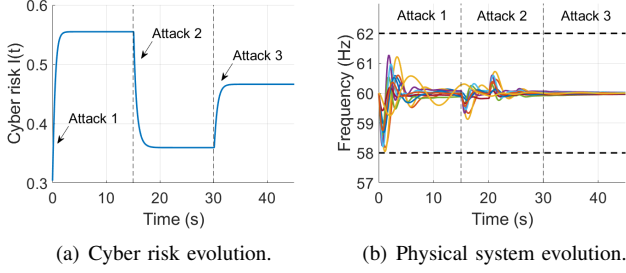 0.6
0.5
0.4
0.3
Cyber risk I(t)
Attack 1
Attack 2
Attack 3
0
20
40
Time (s)
(a) Cyber risk evolution.
62
61
60
59
58
57
Frequency (Hz)
Attack 1
Attack 2
Attack 3
0
10
20
30
40
Time (s)
(b) Physical system evolution.